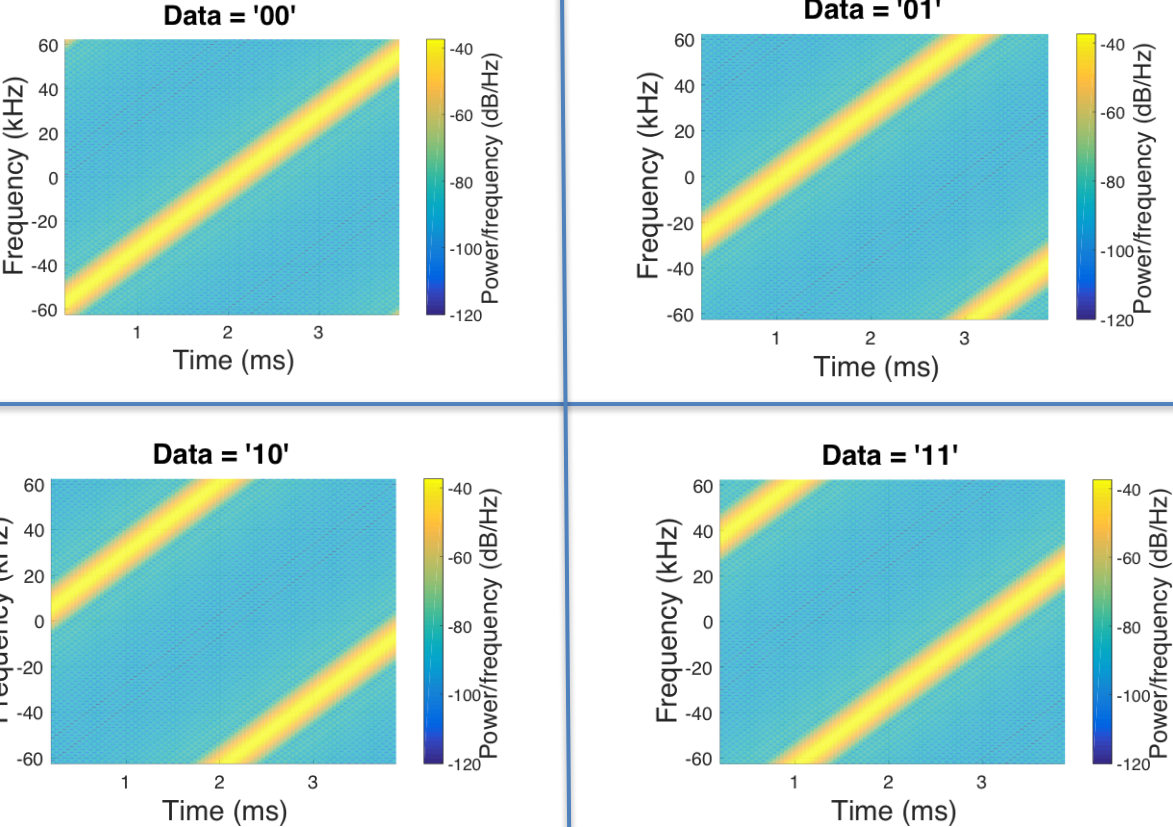 Data = '00'
60
40
20
0
-20
-40
-60
1 2 3
Frequency (kHz)
Time (ms)
-40
-60
-80
-100
-120
Power/frequency (dB/Hz)
Data = '01'
60
40
20
0
-20
-40
-60
1 2 3
Frequency (kHz)
Time (ms)
-40
-60
-80
-100
-120
Power/frequency (dB/Hz)
Data = '10'
60
40
20
0
-20
-40
-60
1 2 3
Frequency (kHz)
Time (ms)
-40
-60
-80
-100
-120
Power/frequency (dB/Hz)
Data = '11'
60
40
20
0
-20
-40
-60
1 2 3
Frequency (kHz)
Time (ms)
-40
-60
-80
-100
-120
Power/frequency (dB/Hz)